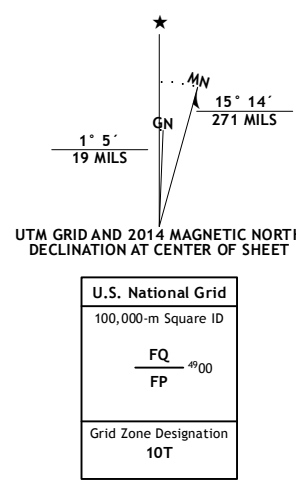 ★
MN
GN
15° 14´
271 MILS
1° 5´
19 MILS
UTM GRID AND 2014 MAGNETIC NORTH
DECLINATION AT CENTER OF SHEET
U.S. National Grid
100,000-m Square ID
FQ
4900
FP
Grid Zone Designation
10T